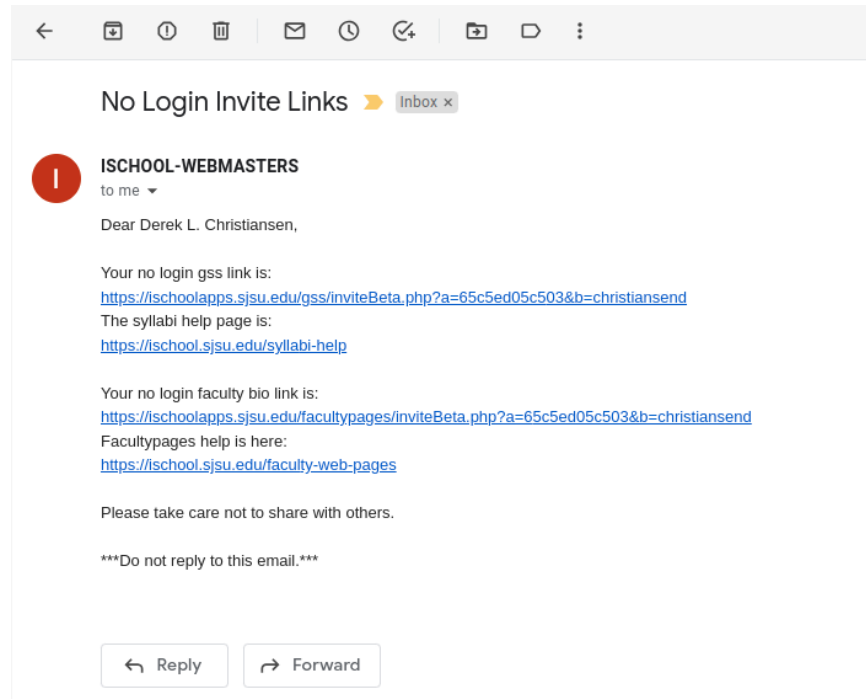 No Login Invite Links
Inbox ×
I
ISCHOOL-WEBMASTERS
to me
Dear Derek L. Christiansen,
Your no login gss link is:
https://ischoolapps.sjsu.edu/gss/inviteBeta.php?a=65c5ed05c503&b=christiansend
The syllabi help page is:
https://ischool.sjsu.edu/syllabi-help
Your no login faculty bio link is:
https://ischoolapps.sjsu.edu/facultypages/inviteBeta.php?a=65c5ed05c503&b=christiansend
Facultypages help is here:
https://ischool.sjsu.edu/faculty-web-pages
Please take care not to share with others.
***Do not reply to this email.***
Reply
Forward